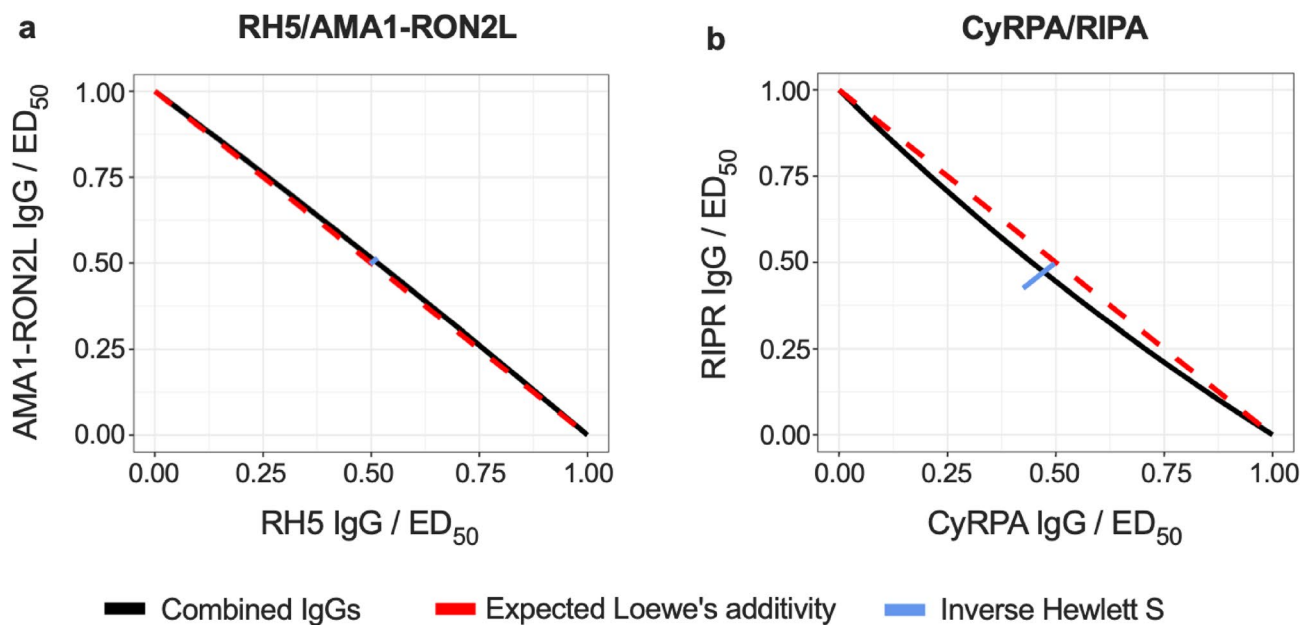 a
RH5/AMA1-RON2L
AMA1-RON2L IgG / ED50
1.00
0.75
0.50
0.25
0.00
0.00 0.25 0.50 0.75 1.00
RH5 IgG / ED50
b
CyRPA/RIPA
RIPR IgG / ED50
1.00
0.75
0.50
0.25
0.00
0.00 0.25 0.50 0.75 1.00
CyRPA IgG / ED50
Combined IgGs Expected Loewe's additivity Inverse Hewlett S